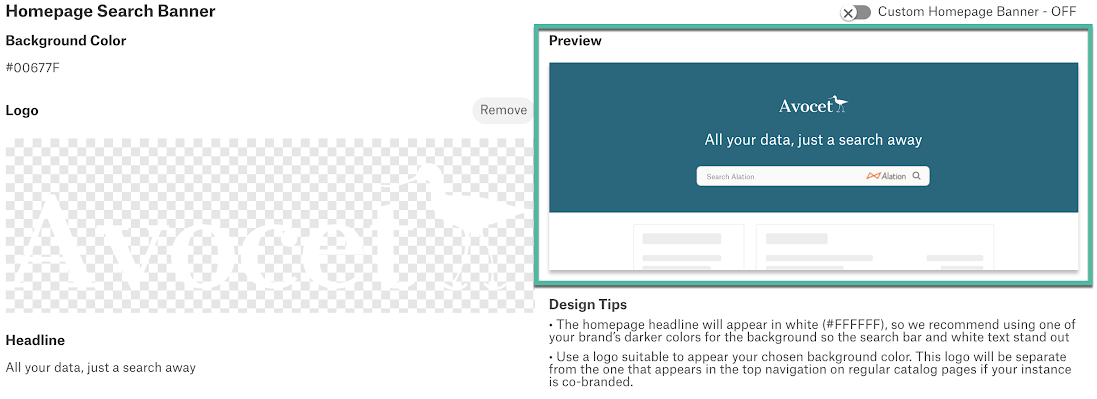 Homepage Search Banner
Custom Homepage Banner - OFF
Background Color
#00677F
Logo
Remove
Avocet
Headline
All your data, just a search away
Preview
Avocet
All your data, just a search away
Search Alation
Alation
Design Tips
• The homepage headline will appear in white (#FFFFFF), so we recommend using one of
your brand's darker colors for the background so the search bar and white text stand out
• Use a logo suitable to appear your chosen background color. This logo will be separate
from the one that appears in the top navigation on regular catalog pages if your instance
is co-branded.